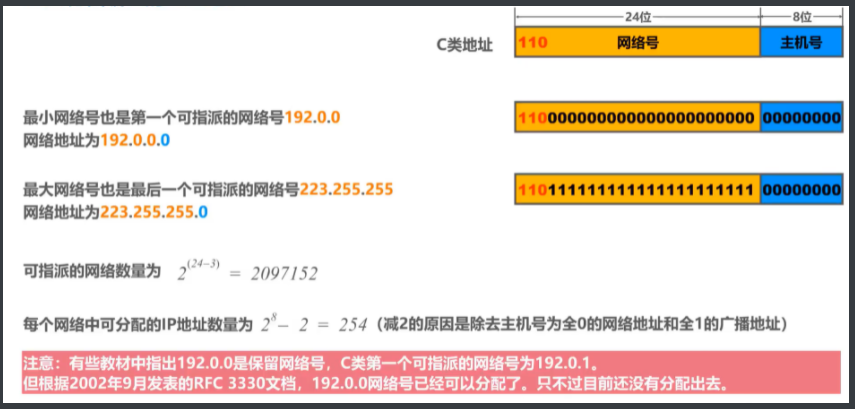 24位 8位
C类地址 110 网络号 主机号
最小网络号也是第一个可指派的网络号192.0.0
网络地址为192.0.0.0
110000000000000000000000 00000000
最大网络号也是最后一个可指派的网络号223.255.255
网络地址为223.255.255.0
110111111111111111111111 00000000
可指派的网络数量为 2^(24-3) = 2097152
每个网络中可分配的IP地址数量为 2^8 - 2 = 254（减2的原因是除去主机号为全0的网络地址和全1的广播地址）
注意：有些教材中指出192.0.0是保留网络号，C类第一个可指派的网络号为192.0.1。
但根据2002年9月发表的RFC 3330文档，192.0.0网络号已经可以分配了。只不过目前还没有分配出去。